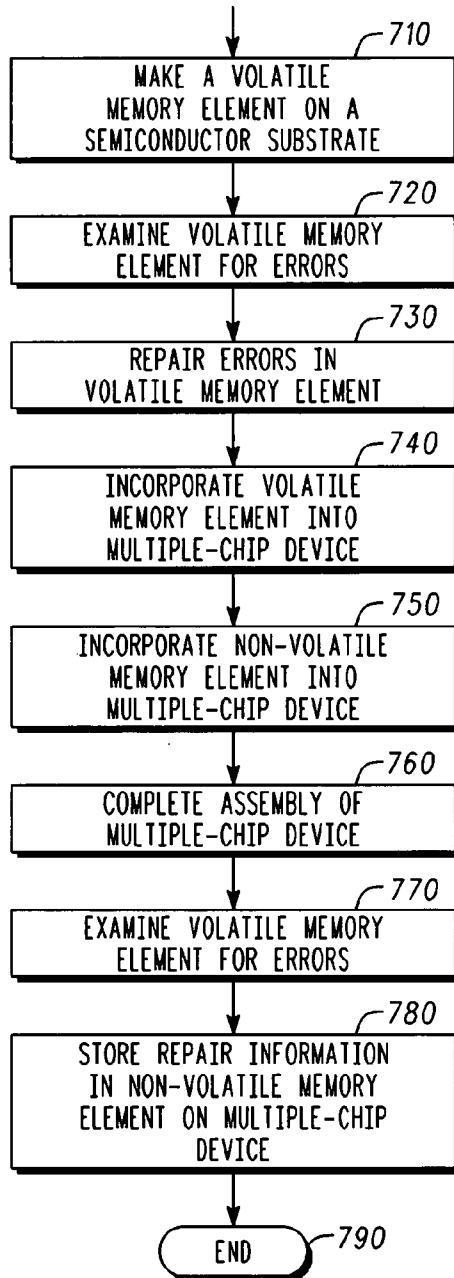 710
MAKE A VOLATILE
MEMORY ELEMENT ON A
SEMICONDUCTOR SUBSTRATE
720
EXAMINE VOLATILE MEMORY
ELEMENT FOR ERRORS
730
REPAIR ERRORS IN
VOLATILE MEMORY ELEMENT
740
INCORPORATE VOLATILE
MEMORY ELEMENT INTO
MULTIPLE-CHIP DEVICE
750
INCORPORATE NON-VOLATILE
MEMORY ELEMENT INTO
MULTIPLE-CHIP DEVICE
760
COMPLETE ASSEMBLY OF
MULTIPLE-CHIP DEVICE
770
EXAMINE VOLATILE MEMORY
ELEMENT FOR ERRORS
780
STORE REPAIR INFORMATION
IN NON-VOLATILE MEMORY
ELEMENT ON MULTIPLE-CHIP
DEVICE
END
790